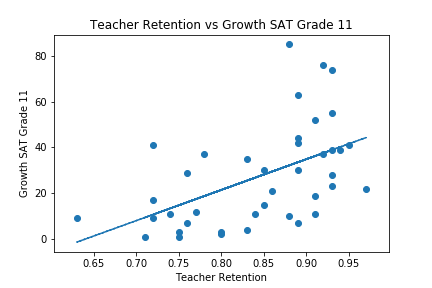 Teacher Retention vs Growth SAT Grade 11
Growth SAT Grade 11
80
60
40
20
0
0.65 0.70 0.75 0.80 0.85 0.90 0.95
Teacher Retention